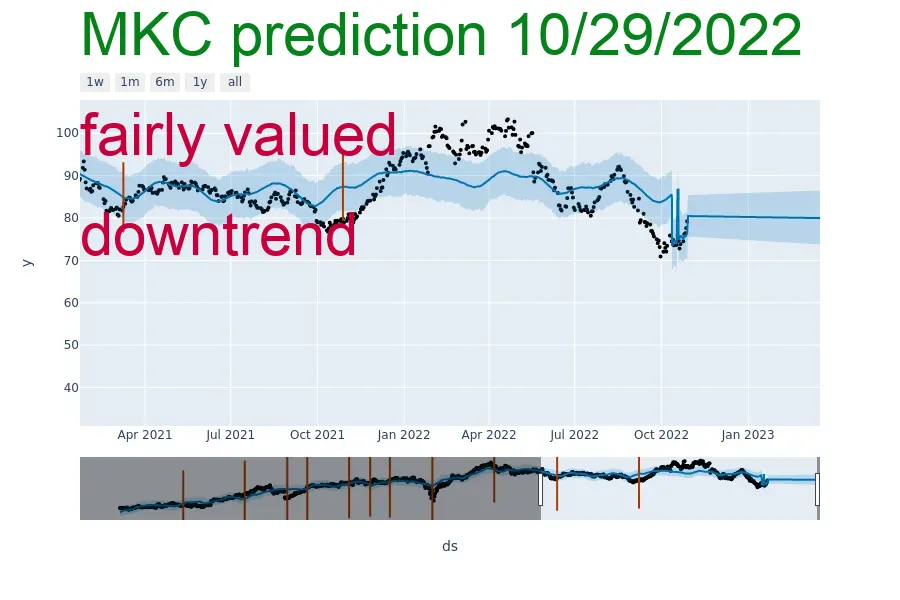 MKC prediction 10/29/2022
1w 1m 6m 1y all
fairly valued
downtrend
100
90
80
70
60
50
40
y
Apr 2021 Jul 2021 Oct 2021 Jan 2022 Apr 2022 Jul 2022 Oct 2022 Jan 2023
ds